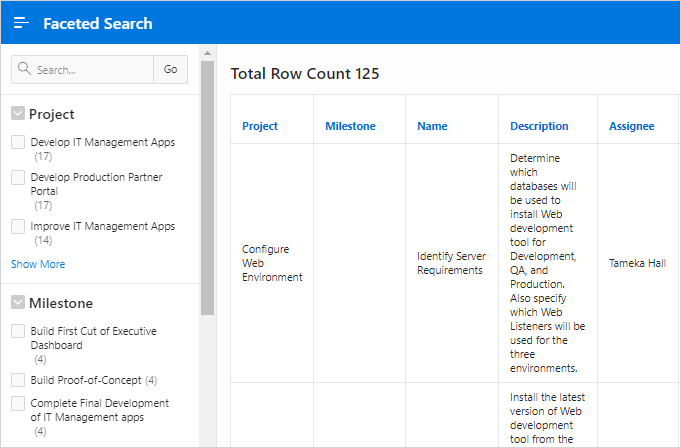 Faceted Search
Search...
Go
Project
Develop IT Management Apps
(17)
Develop Production Partner
Portal
(17)
Improve IT Management Apps
(14)
Show More
Milestone
Build First Cut of Executive
Dashboard
(4)
Build Proof-of-Concept (4)
Complete Final Development
of IT Management apps
(4)
Total Row Count 125
Project Milestone Name Description Assignee
Configure
Web
Environment
Identify Server
Requirements
Determine
which
databases will
be used to
install Web
development
tool for
Development,
QA, and
Production.
Also specify
which Web
Listeners will be
used for the
three
environments.
Tameka Hall
Install the latest
version of Web
development
tool from the